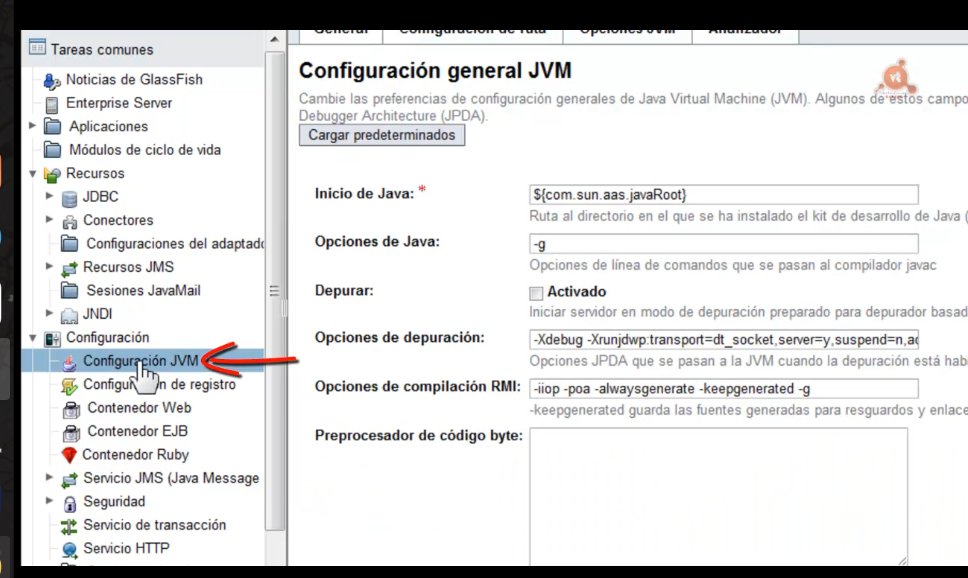 Tareas comunes
Noticias de GlassFish
Enterprise Server
Aplicaciones
Módulos de ciclo de vida
Recursos
JDBC
Conectores
Configuraciones del adaptado
Recursos JMS
Sesiones JavaMail
JNDI
Configuración
Configuración JVM
Configuración de registro
Contenedor Web
Contenedor EJB
Contenedor Ruby
Servicio JMS (Java Message
Seguridad
Servicio de transacción
Servicio HTTP
General Configuración de ruta Opciones JVM Analizador
Configuración general JVM
Cambie las preferencias de configuración generales de Java Virtual Machine (JVM). Algunos de estos campo
Debugger Architecture (JPDA).
Cargar predeterminados
Inicio de Java: *
${com.sun.aas.javaRoot}
Ruta al directorio en el que se ha instalado el kit de desarrollo de Java (
Opciones de Java:
-g
Opciones de línea de comandos que se pasan al compilador javac
Depurar:
Activado
Iniciar servidor en modo de depuración preparado para depurador basad
Opciones de depuración:
-Xdebug -Xrunjdwp:transport=dt_socket,server=y,suspend=n,ad
Opciones JPDA que se pasan a la JVM cuando la depuración está hab
Opciones de compilación RMI:
-iiop -poa -alwaysgenerate -keepgenerated -g
-keepgenerated guarda las fuentes generadas para resguardos y enlace
Preprocesador de código byte: